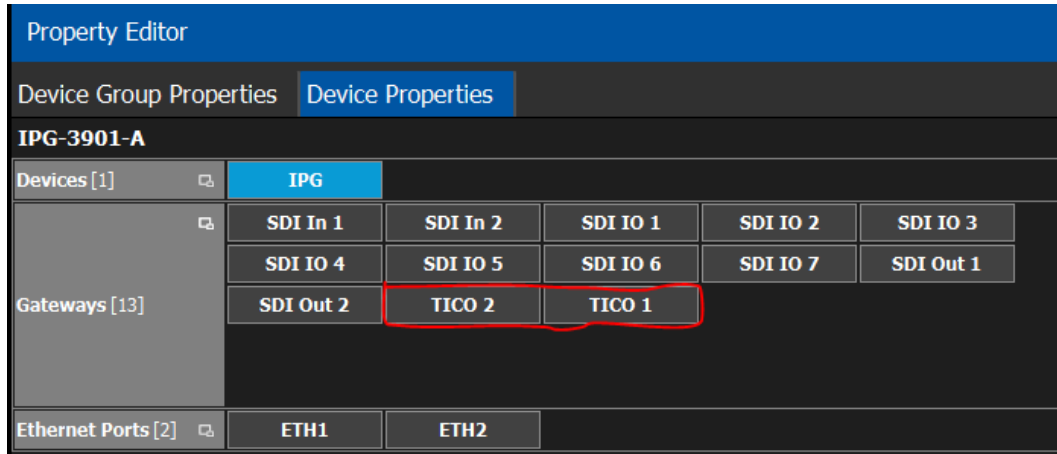 Property Editor
Device Group Properties Device Properties
IPG-3901-A
Devices [1] IPG
SDI In 1 SDI In 2 SDI IO 1 SDI IO 2 SDI IO 3
SDI IO 4 SDI IO 5 SDI IO 6 SDI IO 7 SDI Out 1
Gateways [13] SDI Out 2 TICO 2 TICO 1
Ethernet Ports [2] ETH1 ETH2